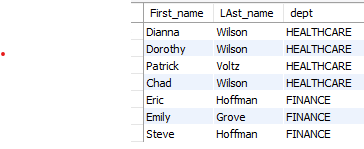 First_name LAst_name dept
Dianna Wilson HEALTHCARE
Dorothy Wilson HEALTHCARE
Patrick Voltz HEALTHCARE
Chad Wilson HEALTHCARE
Eric Hoffman FINANCE
Emily Grove FINANCE
Steve Hoffman FINANCE